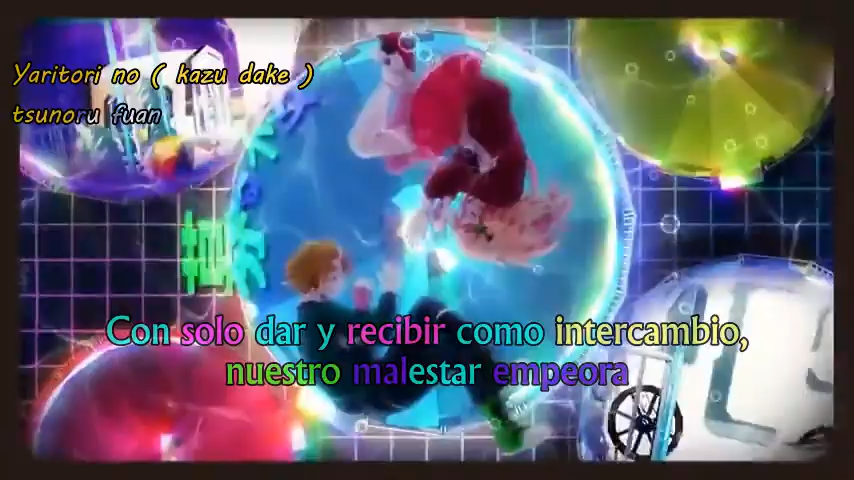 Yaritori no ( kazu dake )
tsunoru fuan
Con solo dar y recibir como intercambio,
nuestro malestar empeora